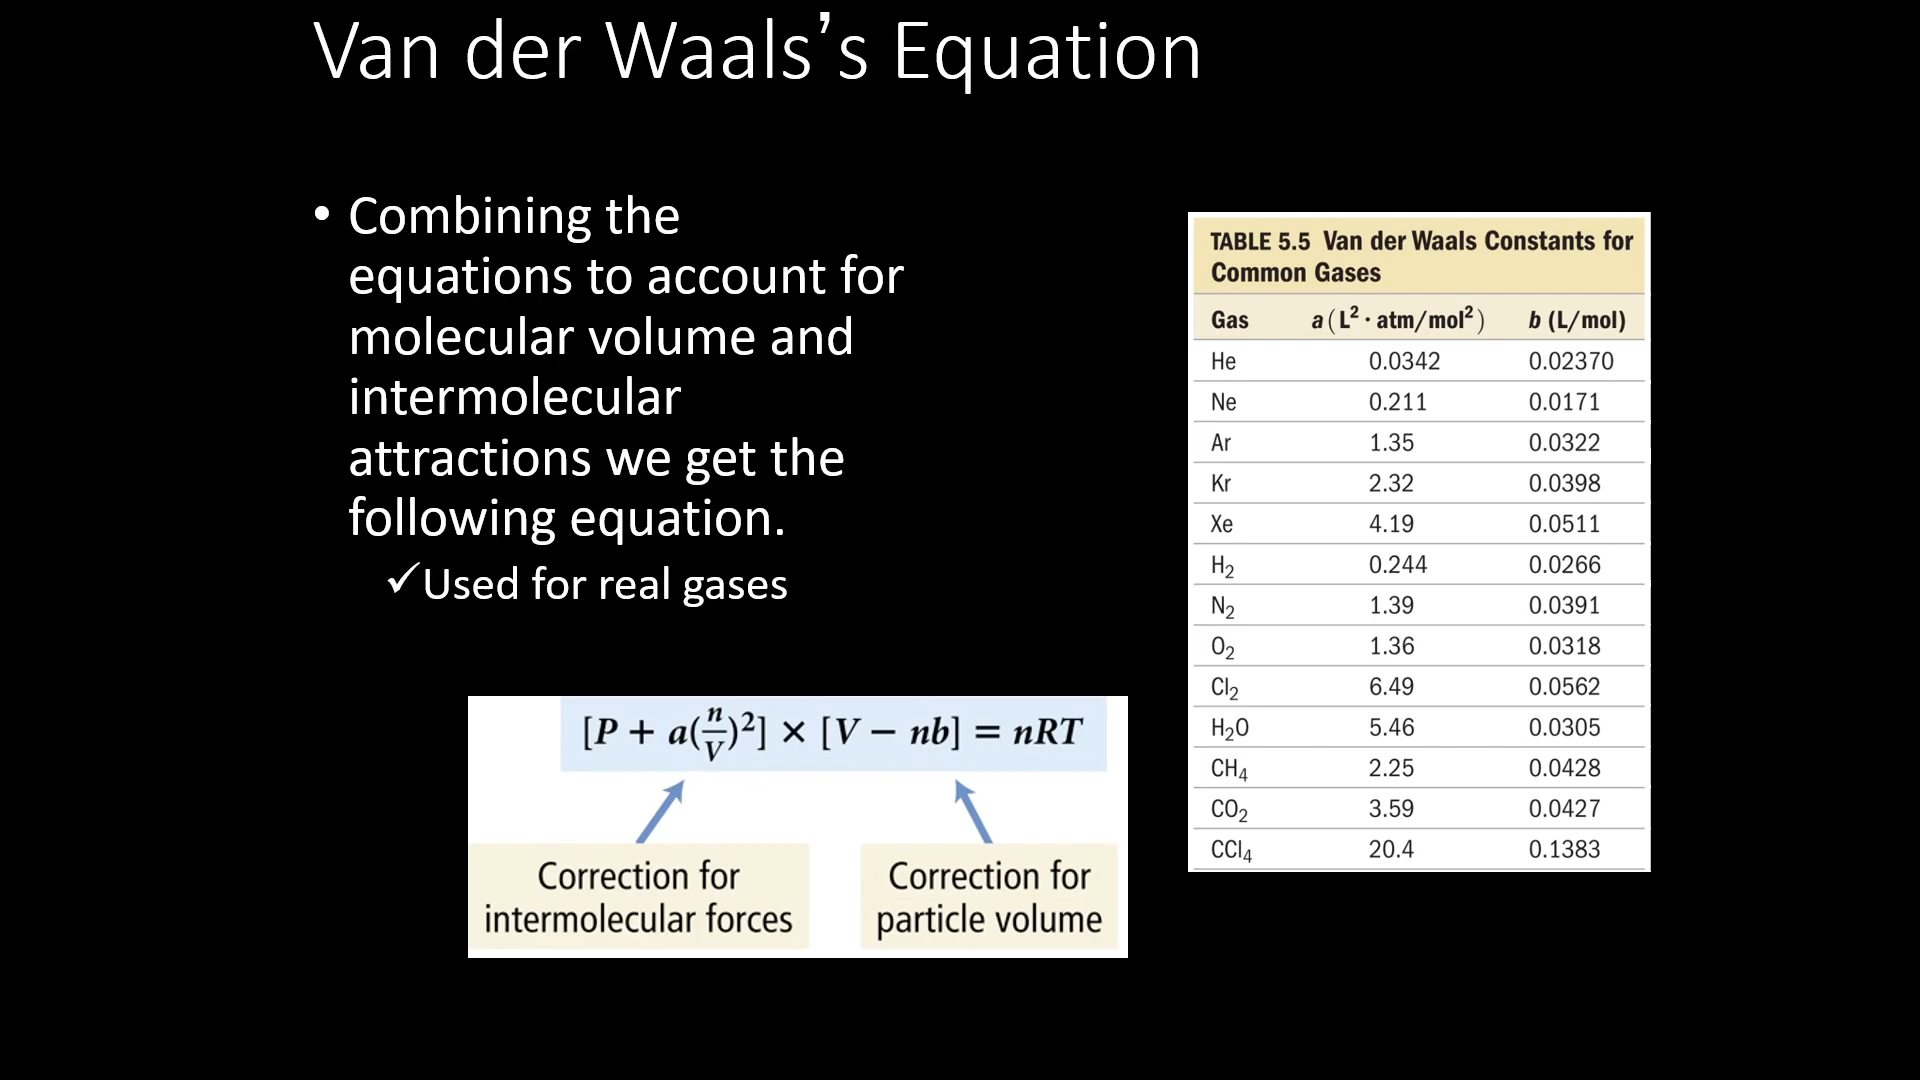 Van der Waals’s Equation
• Combining the
equations to account for
molecular volume and
intermolecular
attractions we get the
following equation.
✓Used for real gases
[P + a(n/V)²] × [V − nb] = nRT
Correction for
intermolecular forces
Correction for
particle volume
TABLE 5.5 Van der Waals Constants for
Common Gases
Gas a (L² · atm/mol²) b (L/mol)
He 0.0342 0.02370
Ne 0.211 0.0171
Ar 1.35 0.0322
Kr 2.32 0.0398
Xe 4.19 0.0511
H₂ 0.244 0.0266
N₂ 1.39 0.0391
O₂ 1.36 0.0318
Cl₂ 6.49 0.0562
H₂O 5.46 0.0305
CH₄ 2.25 0.0428
CO₂ 3.59 0.0427
CCl₄ 20.4 0.1383